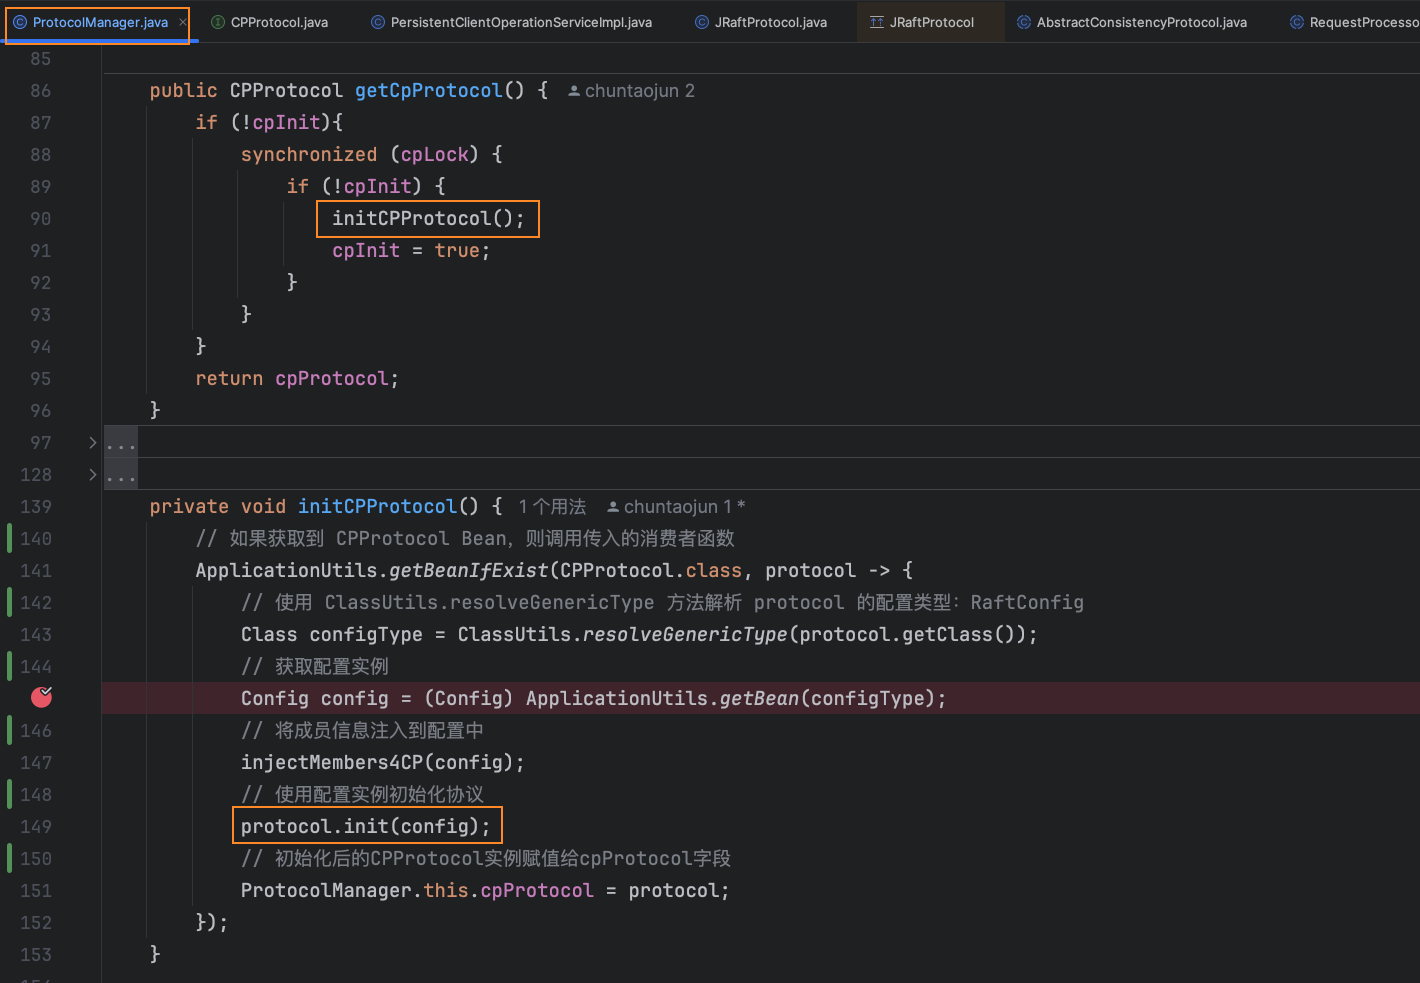 ProtocolManager.java × CPProtocol.java PersistentClientOperationServiceImpl.java JRaftProtocol.java JRaftProtocol AbstractConsistencyProtocol.java RequestProcesso
85
86 public CPProtocol getCpProtocol() { chuntaojun 2
87 if (!cpInit){
88 synchronized (cpLock) {
89 if (!cpInit) {
90 initCPProtocol();
91 cpInit = true;
92 }
93 }
94 }
95 return cpProtocol;
96 }
97 ...
128 ...
139 private void initCPProtocol() { 1 个用法 chuntaojun 1 *
140 // 如果获取到 CPProtocol Bean，则调用传入的消费者函数
141 ApplicationUtils.getBeanIfExist(CPProtocol.class, protocol -> {
142 // 使用 ClassUtils.resolveGenericType 方法解析 protocol 的配置类型：RaftConfig
143 Class configType = ClassUtils.resolveGenericType(protocol.getClass());
144 // 获取配置实例
Config config = (Config) ApplicationUtils.getBean(configType);
146 // 将成员信息注入到配置中
147 injectMembers4CP(config);
148 // 使用配置实例初始化协议
149 protocol.init(config);
150 // 初始化后的CPProtocol实例赋值给cpProtocol字段
151 ProtocolManager.this.cpProtocol = protocol;
152 });
153 }